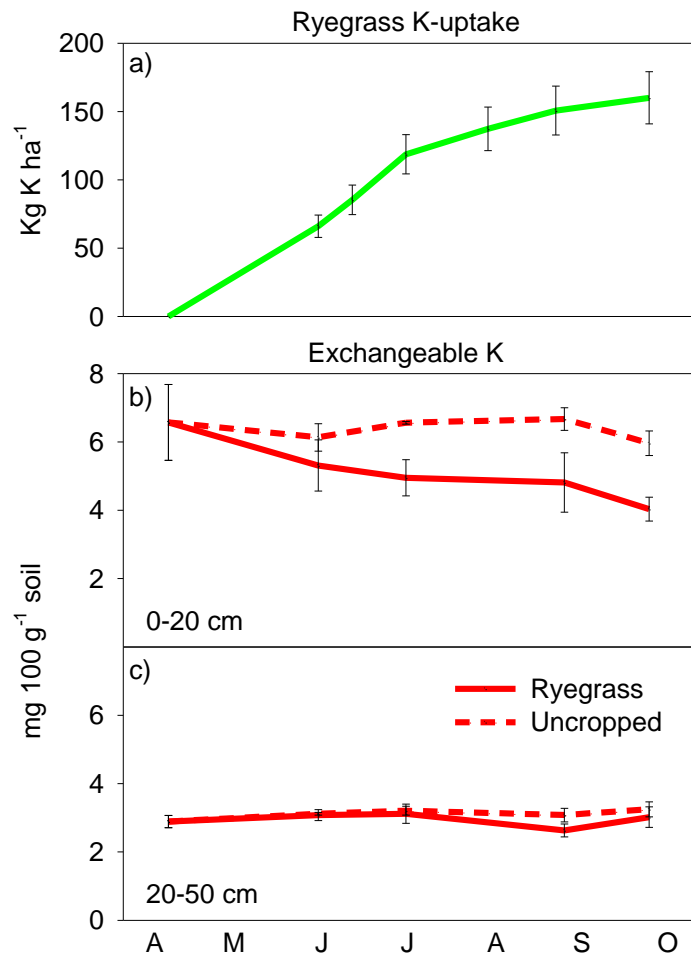 Ryegrass K-uptake
a)
200
150
100
50
0
Kg K ha⁻¹
Exchangeable K
b)
8
6
4
2
0-20 cm
mg 100 g⁻¹ soil
c)
Ryegrass
Uncropped
6
4
2
0
20-50 cm
A M J J A S O